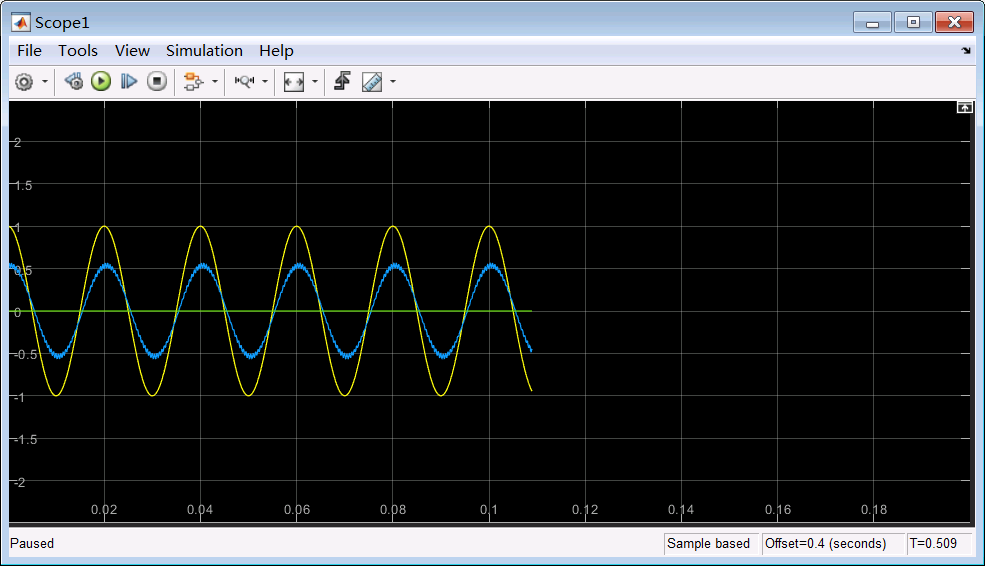 Scope1
File Tools View Simulation Help
2
1.5
1
0.5
0
-0.5
-1
-1.5
-2
0.02 0.04 0.06 0.08 0.1 0.12 0.14 0.16 0.18
Paused Sample based Offset=0.4 (seconds) T=0.509